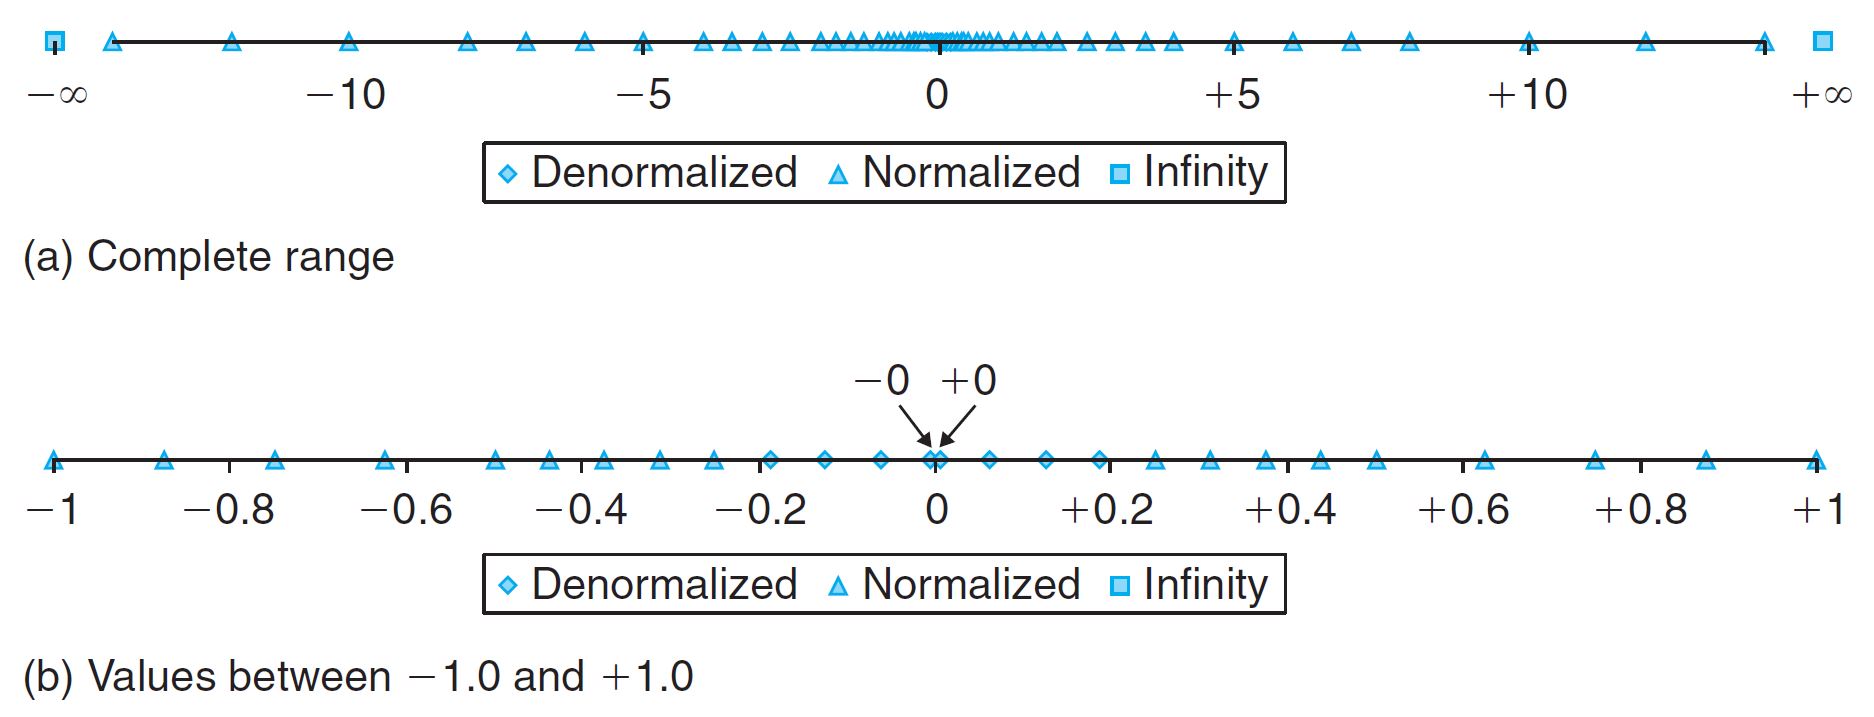 −∞ −10 −5 0 +5 +10 +∞
Denormalized Normalized Infinity
(a) Complete range
−0 +0
−1 −0.8 −0.6 −0.4 −0.2 0 +0.2 +0.4 +0.6 +0.8 +1
Denormalized Normalized Infinity
(b) Values between −1.0 and +1.0